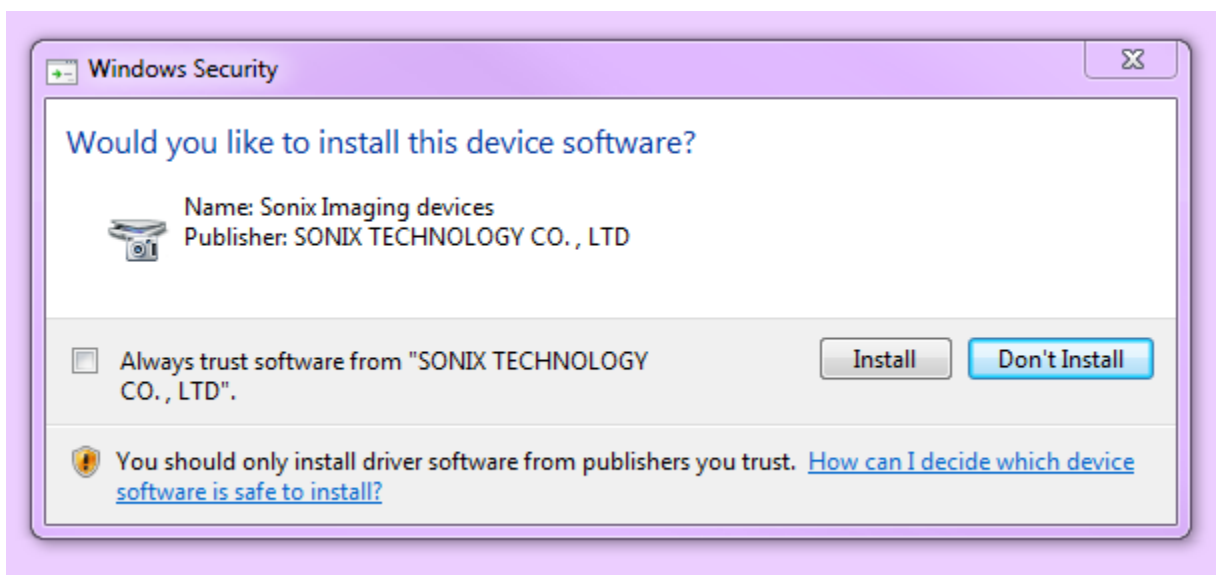 Windows Security
Would you like to install this device software?
Name: Sonix Imaging devices
Publisher: SONIX TECHNOLOGY CO. , LTD
Always trust software from "SONIX TECHNOLOGY
CO. , LTD".
Install
Don't Install
You should only install driver software from publishers you trust. How can I decide which device
software is safe to install?